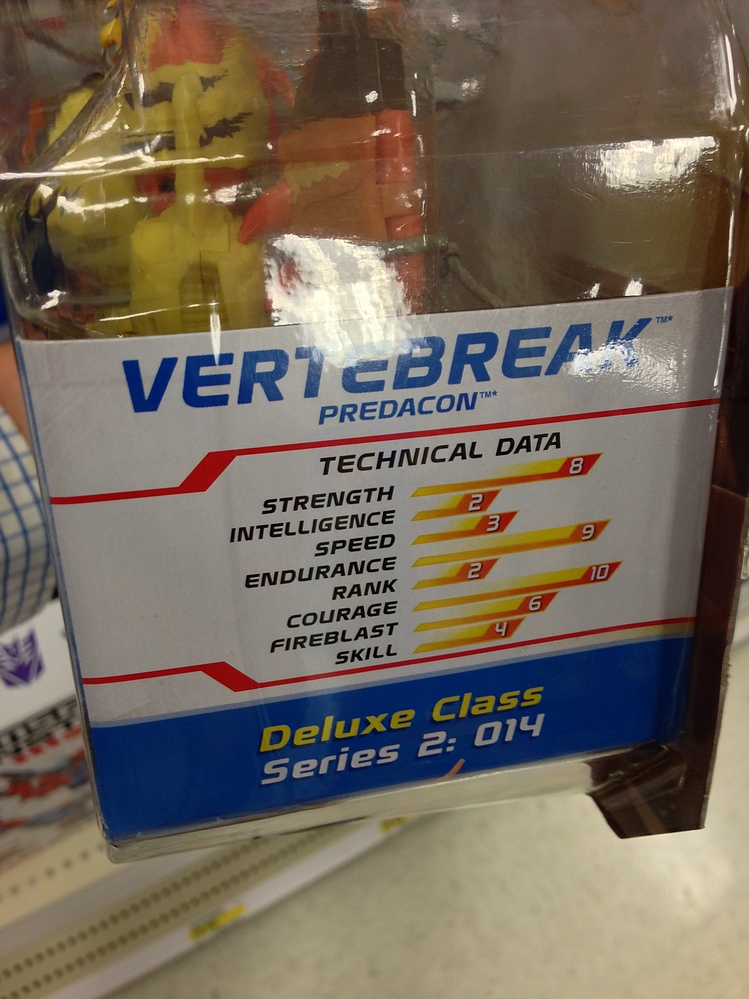 VERTEBREAK™*
PREDACON™*
TECHNICAL DATA
STRENGTH 8
INTELLIGENCE 2
SPEED 3
ENDURANCE 9
RANK 2
COURAGE 10
FIREBLAST 6
SKILL 4
Deluxe Class
Series 2: 014